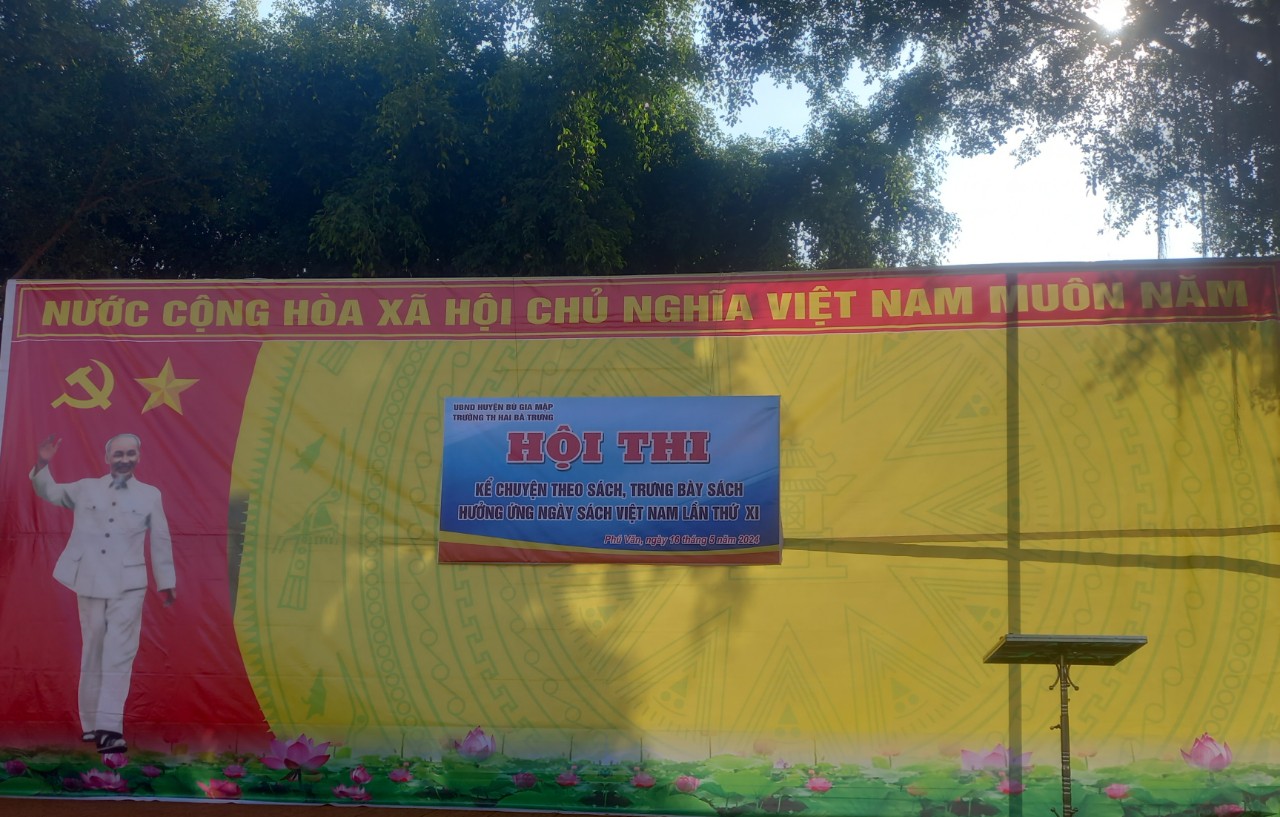 NƯỚC CỘNG HÒA XÃ HỘI CHỦ NGHĨA VIỆT NAM MUÔN NĂM
UBND HUYỆN BÙ GIA MẬP
TRƯỜNG TH HAI BÀ TRƯNG
HỘI THI
KỂ CHUYỆN THEO SÁCH, TRƯNG BÀY SÁCH
HƯỞNG ỨNG NGÀY SÁCH VIỆT NAM LẦN THỨ XI
Phú Văn, ngày 16 tháng 5 năm 2024